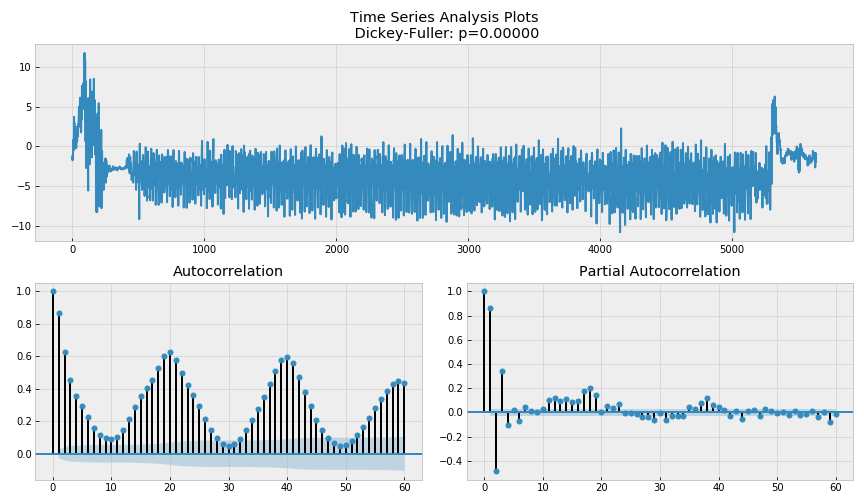 Time Series Analysis Plots
Dickey-Fuller: p=0.00000
10
5
0
−5
−10
0 1000 2000 3000 4000 5000
Autocorrelation
1.0
0.8
0.6
0.4
0.2
0.0
0 10 20 30 40 50 60
Partial Autocorrelation
1.0
0.8
0.6
0.4
0.2
0.0
−0.2
−0.4
0 10 20 30 40 50 60